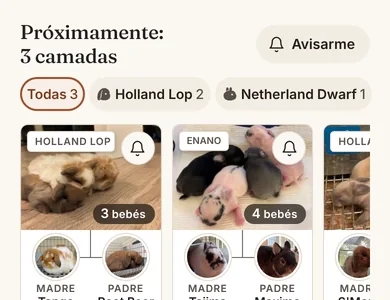 Próximamente:
3 camadas
Avisarme
Todas 3
Holland Lop 2
Netherland Dwarf 1
HOLLAND LOP
ENANO
3 bebés
4 bebés
MADRE
PADRE
MADRE
PADRE
MADR